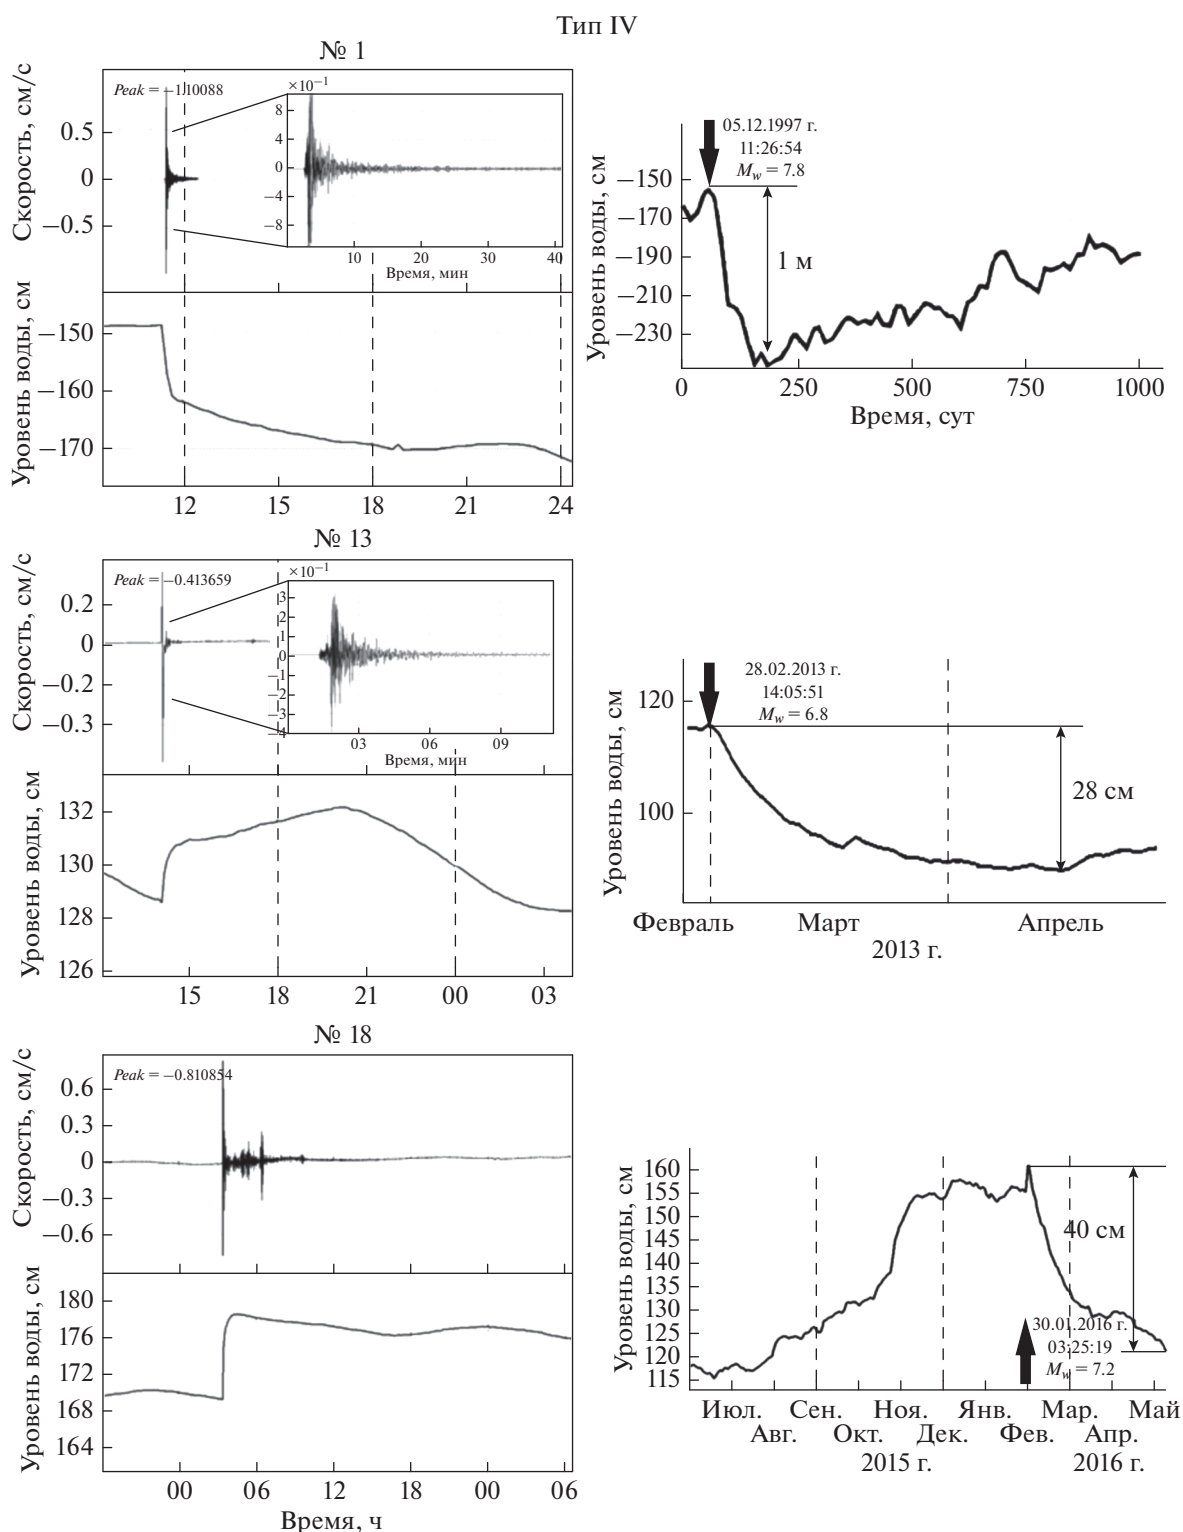 Тип IV
№ 1
Скорость, см/с
Peak = −1.10088
0.5
0
−0.5
×10⁻¹
8
4
0
−4
−8
10
20
30
40
Время, мин
Уровень воды, см
−150
−160
−170
12
15
18
21
24
05.12.1997 г.
11:26:54
Mw = 7.8
Уровень воды, см
−150
−170
−190
−210
−230
1 м
0
250
500
750
1000
Время, сут
№ 13
Скорость, см/с
Peak = −0.413659
0.2
0
−0.2
−0.3
×10⁻¹
3
2
1
0
−1
−2
−3
−4
03
06
09
Время, мин
Уровень воды, см
132
130
128
126
15
18
21
00
03
28.02.2013 г.
14:05:51
Mw = 6.8
Уровень воды, см
120
100
28 см
Февраль
Март
Апрель
2013 г.
№ 18
Скорость, см/с
Peak = −0.810854
0.6
0.3
0
−0.3
−0.6
Уровень воды, см
180
176
172
168
164
00
06
12
18
00
06
Время, ч
Уровень воды, см
160
155
150
145
140
135
130
125
120
115
40 см
30.01.2016 г.
03:25:19
Mw = 7.2
Июл.
Сен.
Ноя.
Янв.
Мар.
Май
Авг.
Окт.
Дек.
Фев.
Апр.
2015 г.
2016 г.